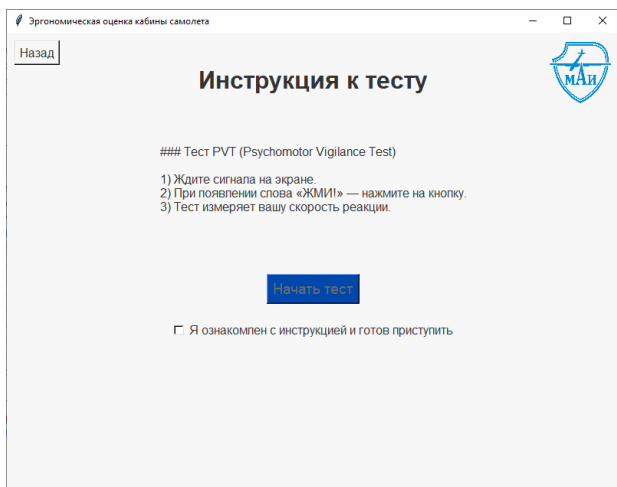 Эргономическая оценка кабины самолета
Назад
МАИ
Инструкция к тесту
### Тест PVT (Psychomotor Vigilance Test)
1) Ждите сигнала на экране.
2) При появлении слова «ЖМИ!» — нажмите на кнопку.
3) Тест измеряет вашу скорость реакции.
Начать тест
Я ознакомлен с инструкцией и готов приступить